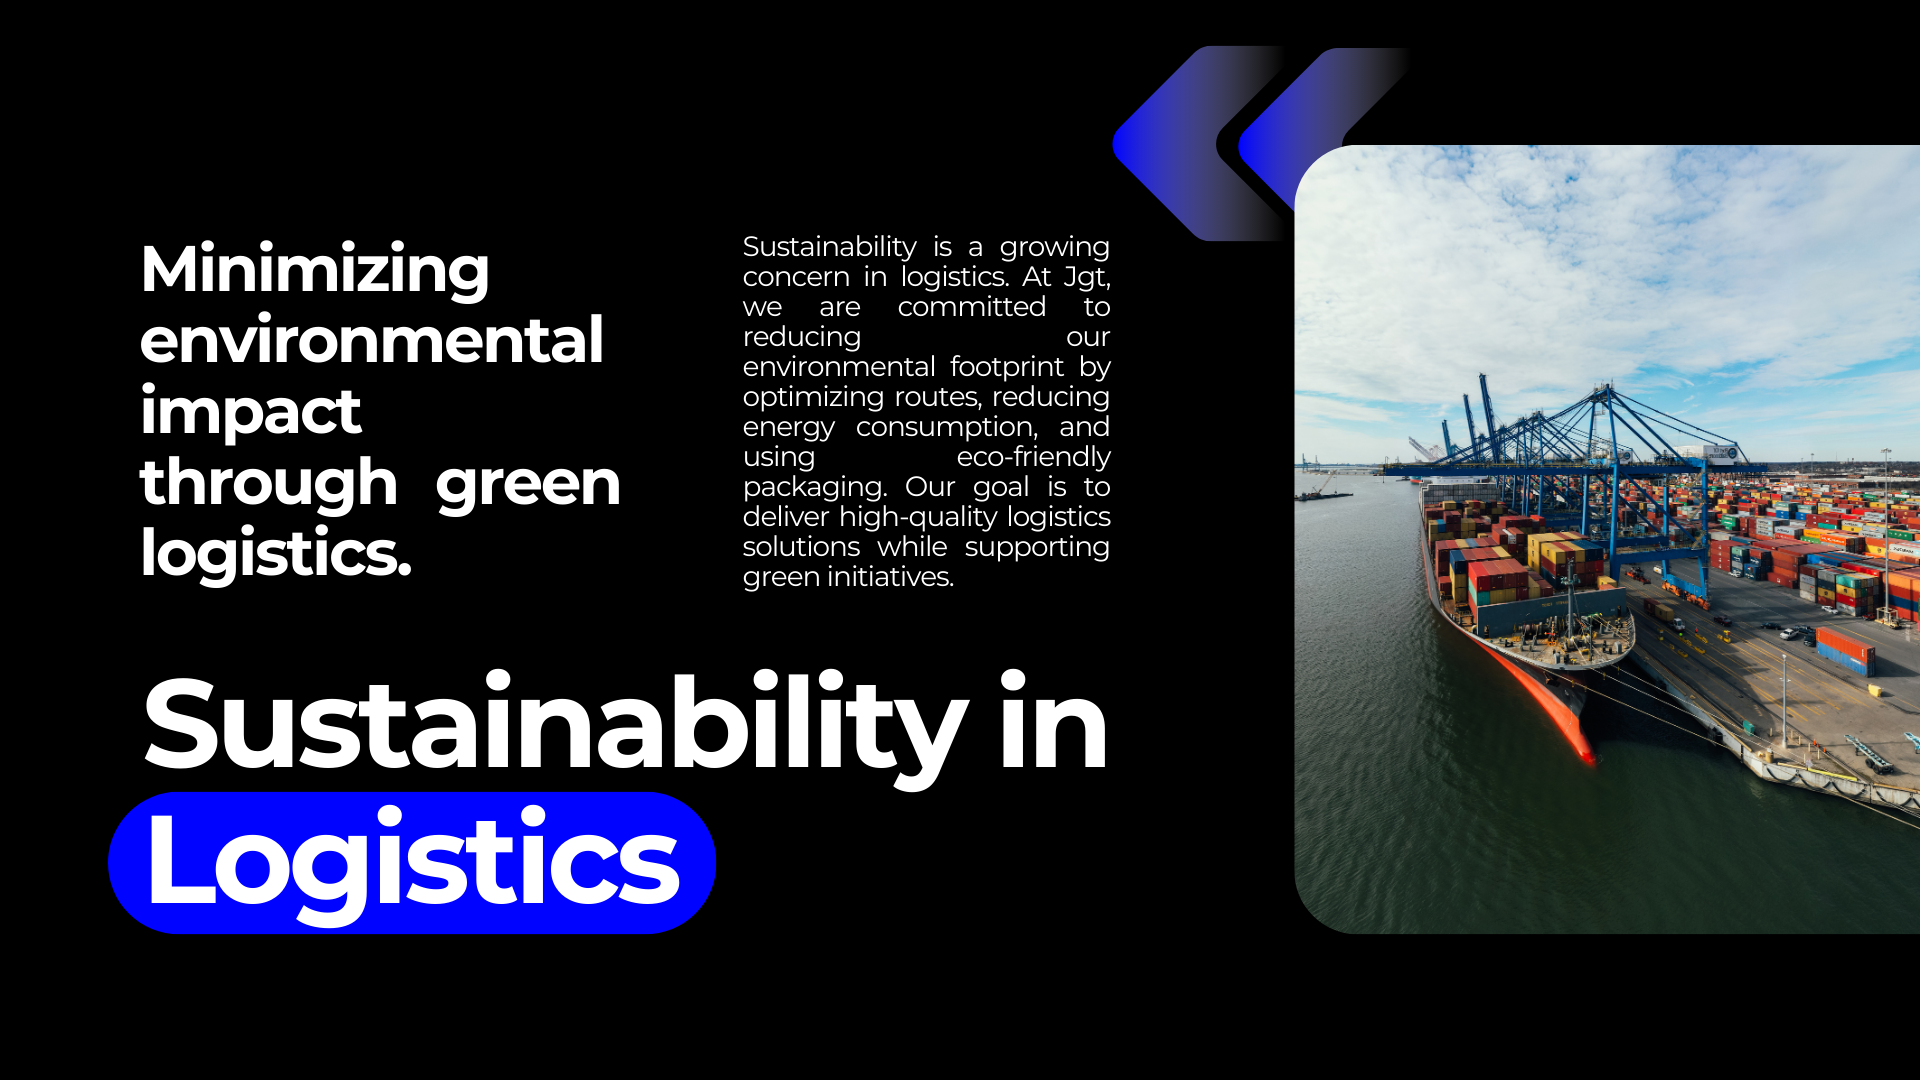 Minimizing
environmental
impact
through green
logistics.
Sustainability is a growing
concern in logistics. At Jgt,
we are committed to
reducing our
environmental footprint by
optimizing routes, reducing
energy consumption, and
using eco-friendly
packaging. Our goal is to
deliver high-quality logistics
solutions while supporting
green initiatives.
Sustainability in
Logistics